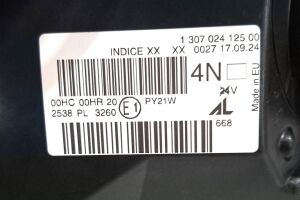 1 307 024 125 00
INDICE XX XX 0027 17.09.24
4N
24V
Made in EU
00HC 00HR 20 E1 PY21W
2538 PL 3260
AL
668